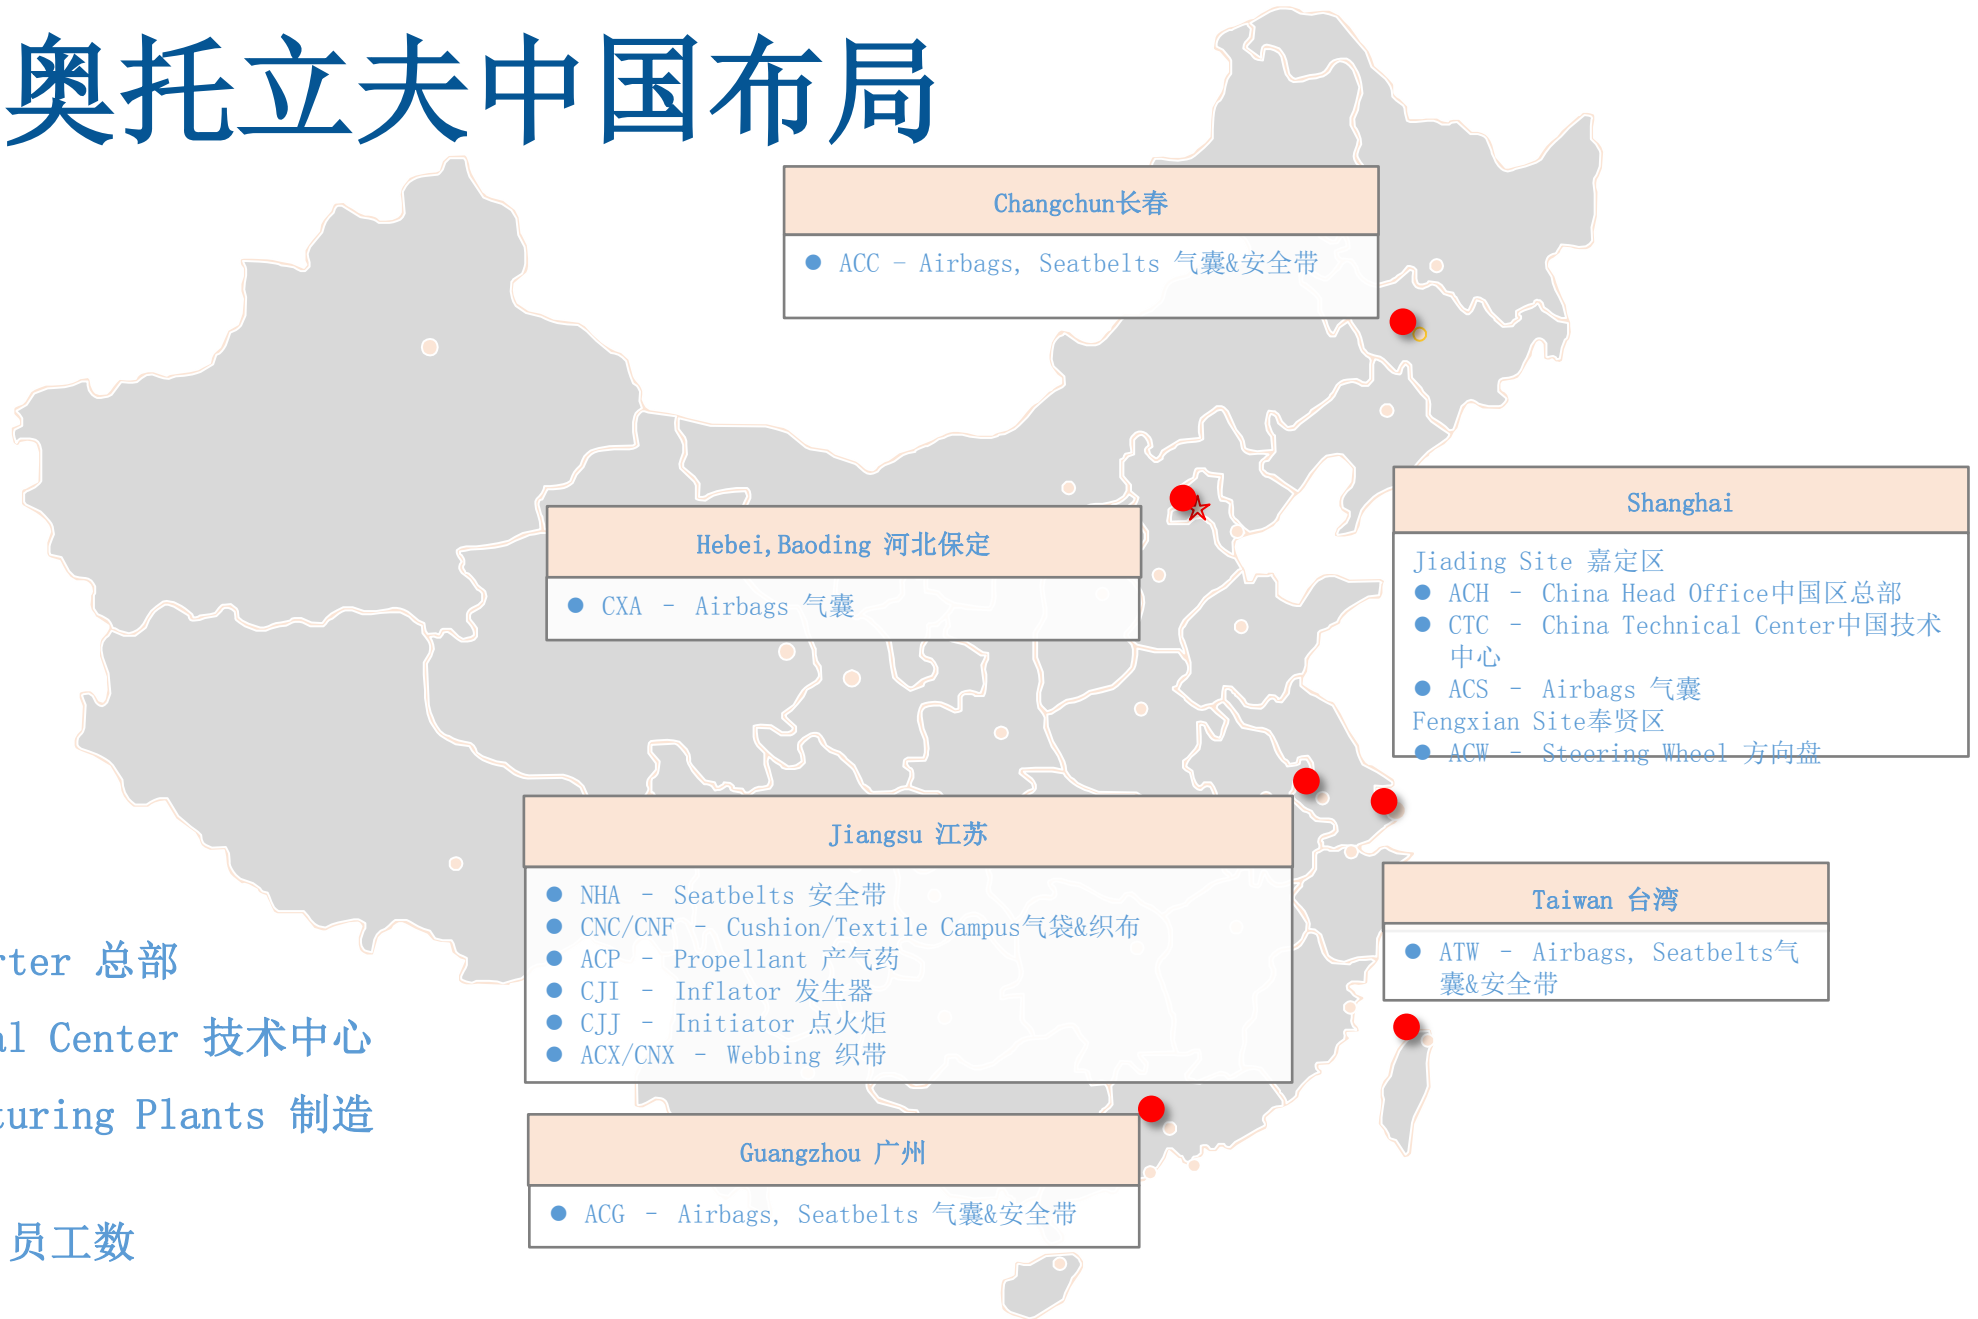 奥托立夫中国布局
Changchun长春
● ACC – Airbags, Seatbelts 气囊&安全带
Hebei,Baoding 河北保定
● CXA – Airbags 气囊
Shanghai
Jiading Site 嘉定区
● ACH – China Head Office中国区总部
● CTC – China Technical Center中国技术
中心
● ACS – Airbags 气囊
Fengxian Site奉贤区
● ACW – Steering Wheel 方向盘
Jiangsu 江苏
● NHA – Seatbelts 安全带
● CNC/CNF – Cushion/Textile Campus气袋&织布
● ACP – Propellant 产气药
● CJI – Inflator 发生器
● CJJ – Initiator 点火炬
● ACX/CNX – Webbing 织带
Taiwan 台湾
● ATW – Airbags, Seatbelts气
囊&安全带
Guangzhou 广州
● ACG – Airbags, Seatbelts 气囊&安全带
rter 总部
al Center 技术中心
turing Plants 制造
员工数